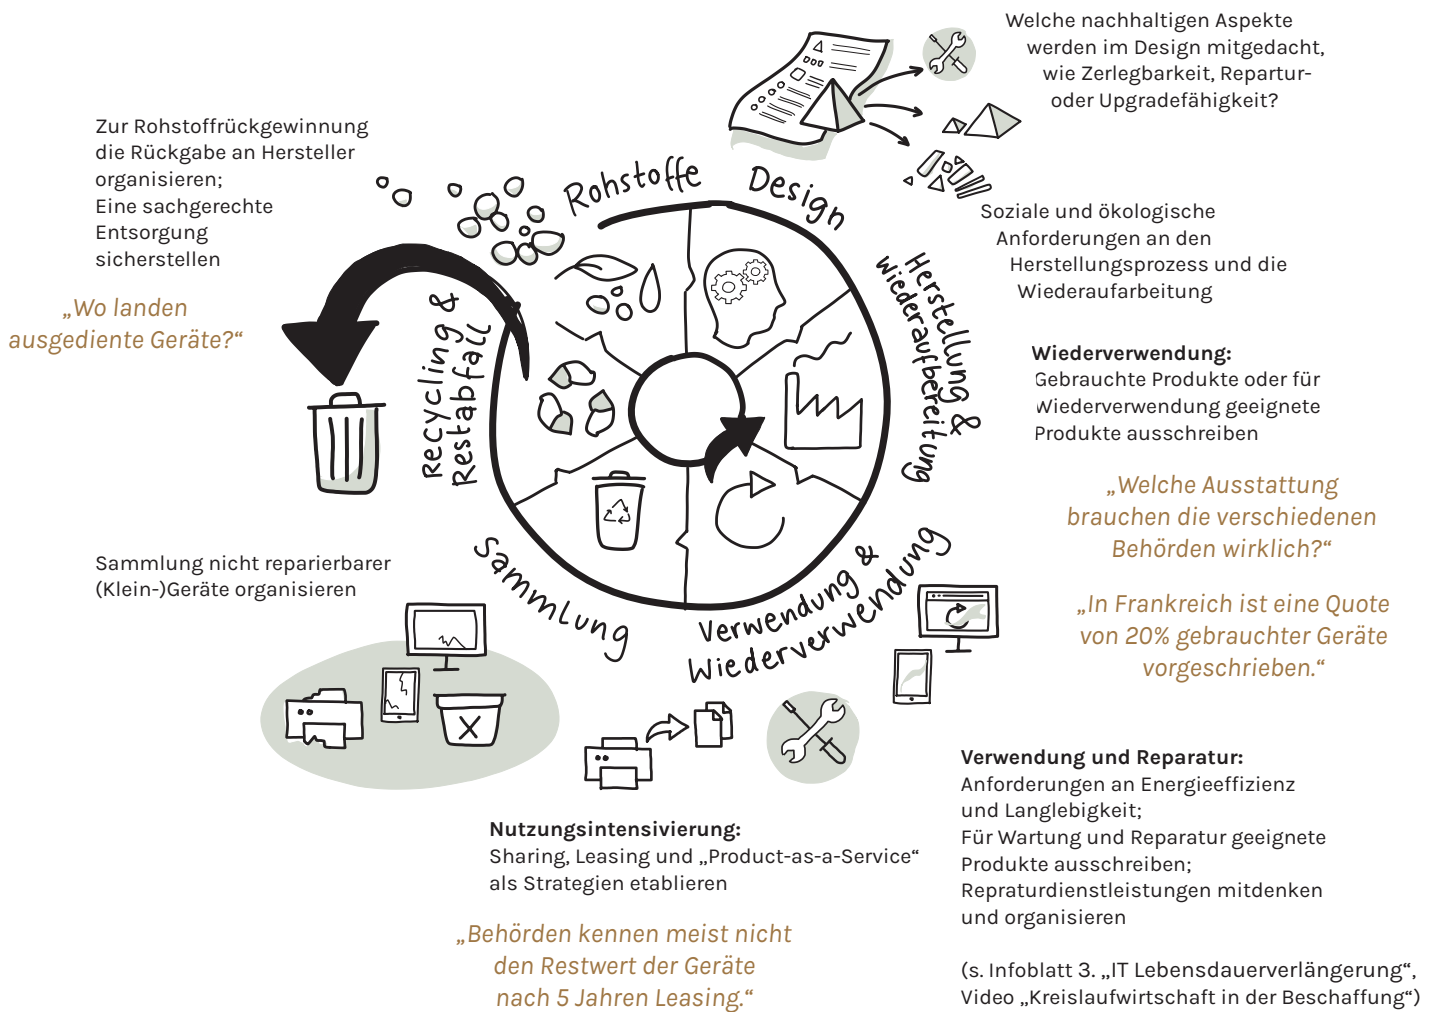 Welche nachhaltigen Aspekte
werden im Design mitgedacht,
wie Zerlegbarkeit, Repartur-
oder Upgradefähigkeit?
Zur Rohstoffrückgewinnung
die Rückgabe an Hersteller
organisieren;
Eine sachgerechte
Entsorgung
sicherstellen
„Wo landen
ausgediente Geräte?“
Rohstoffe
Design
Soziale und ökologische
Anforderungen an den
Herstellungsprozess und die
Wiederaufarbeitung
Herstellung &
Wiederaufbereitung
Recycling &
Restabfall
Wiederverwendung:
Gebrauchte Produkte oder für
Wiederverwendung geeignete
Produkte ausschreiben
„Welche Ausstattung
brauchen die verschiedenen
Behörden wirklich?“
„In Frankreich ist eine Quote
von 20% gebrauchter Geräte
vorgeschrieben.“
Sammlung nicht reparierbarer
(Klein-)Geräte organisieren
Sammlung
Verwendung &
Wiederverwendung
X
Verwendung und Reparatur:
Anforderungen an Energieeffizienz
und Langlebigkeit;
Für Wartung und Reparatur geeignete
Produkte ausschreiben;
Repraturdienstleistungen mitdenken
und organisieren
(s. Infoblatt 3. „IT Lebensdauerverlängerung“,
Video „Kreislaufwirtschaft in der Beschaffung“)
Nutzungsintensivierung:
Sharing, Leasing und „Product-as-a-Service“
als Strategien etablieren
„Behörden kennen meist nicht
den Restwert der Geräte
nach 5 Jahren Leasing.“